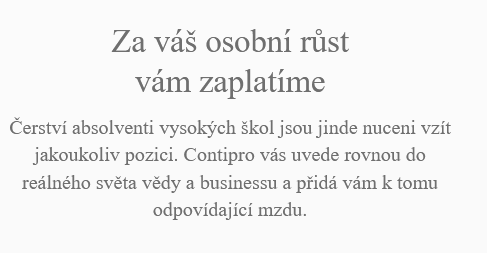 Za váš osobní růst
vám zaplatíme
Čerství absolventi vysokých škol jsou jinde nuceni vzít
jakoukoliv pozici. Contipro vás uvede rovnou do
reálného světa vědy a businessu a přidá vám k tomu
odpovídající mzdu.